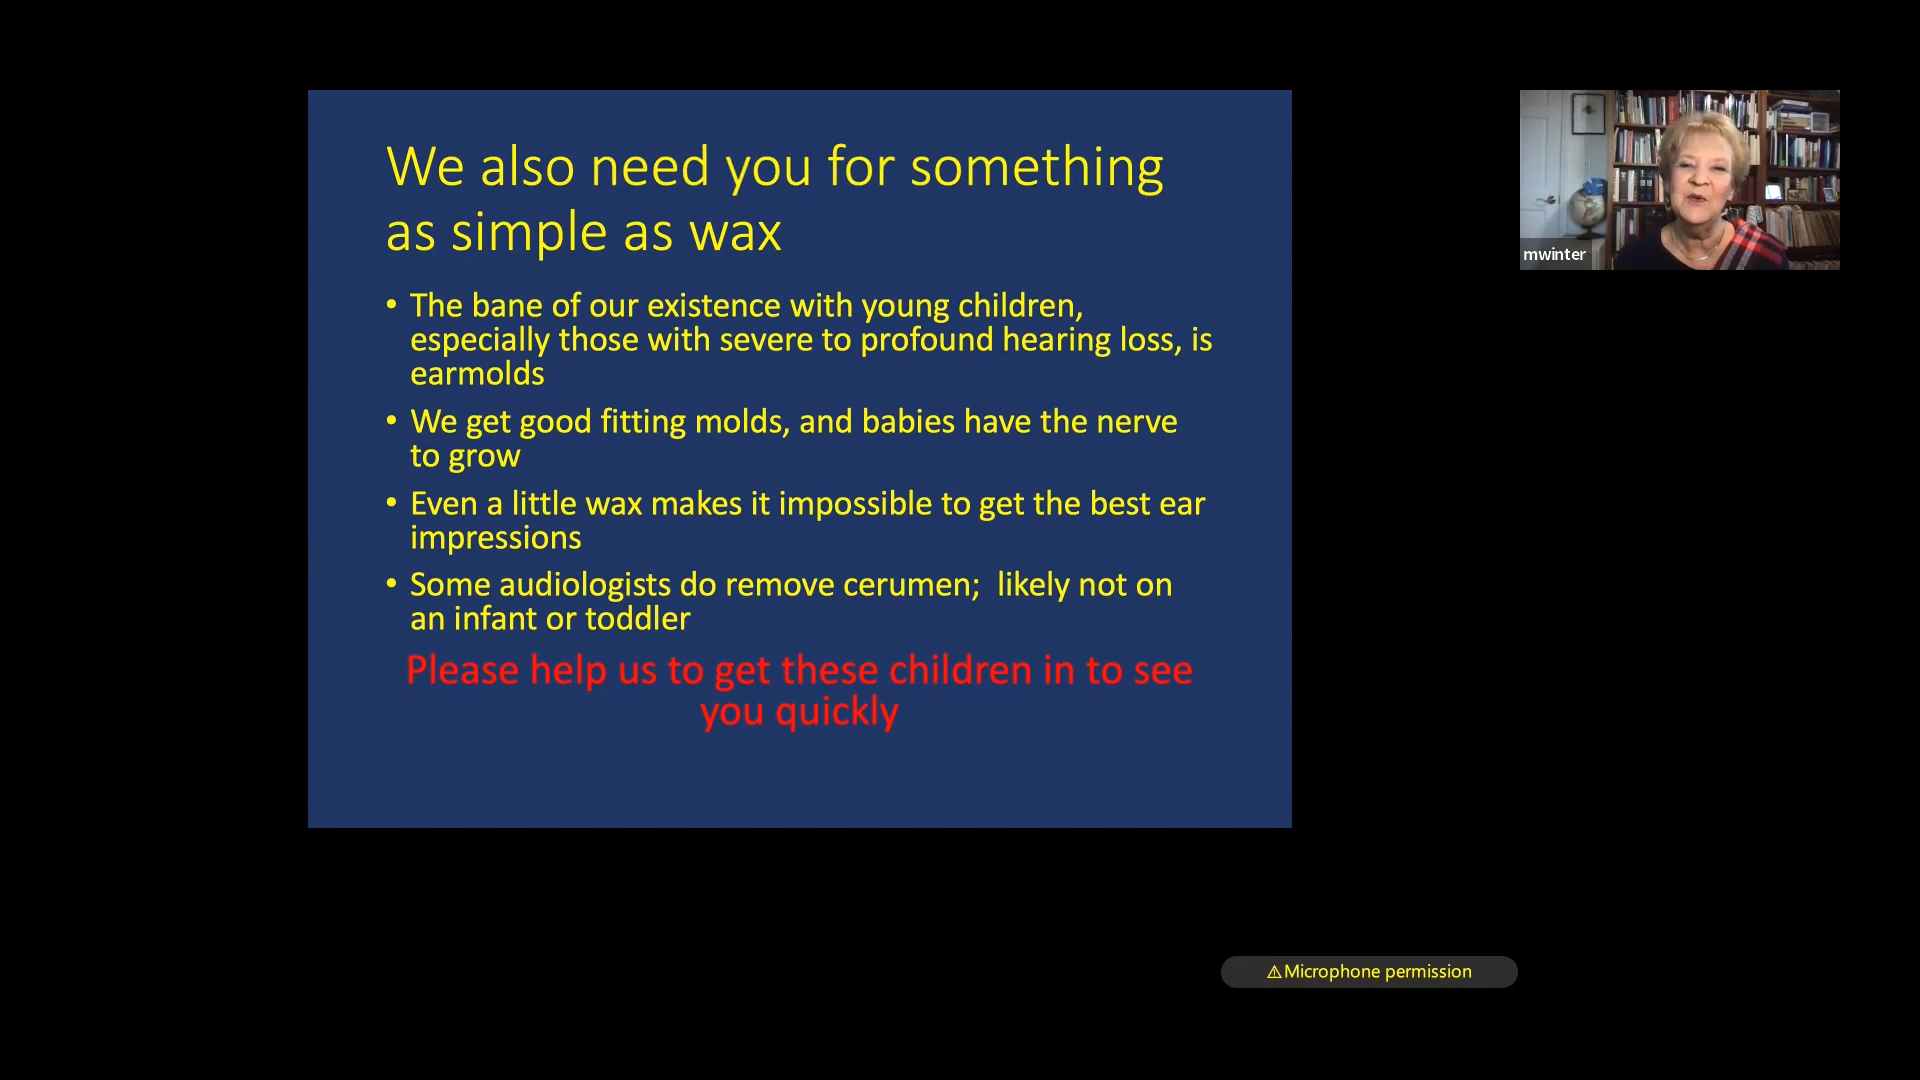 We also need you for something
as simple as wax
• The bane of our existence with young children,
especially those with severe to profound hearing loss, is
earmolds
• We get good fitting molds, and babies have the nerve
to grow
• Even a little wax makes it impossible to get the best ear
impressions
• Some audiologists do remove cerumen;  likely not on
an infant or toddler
Please help us to get these children in to see
you quickly
mwinter
⚠Microphone permission